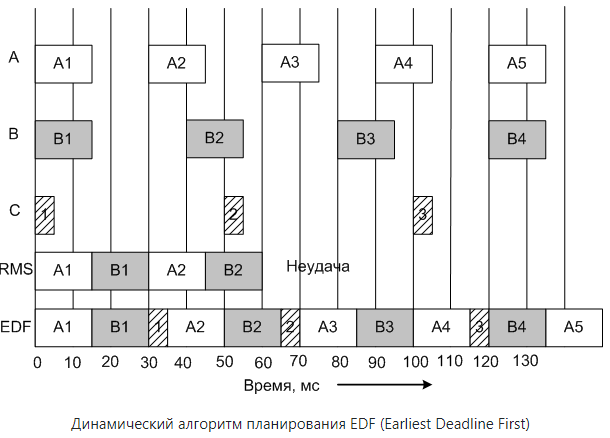 A A1 A2 A3 A4 A5
B B1 B2 B3 B4
C 1 2 3
RMS A1 B1 A2 B2 Неудача
EDF A1 B1 1 A2 B2 2 A3 B3 A4 3 B4 A5
0 10 20 30 40 50 60 70 80 90 100 110 120 130
Время, мс
Динамический алгоритм планирования EDF (Earliest Deadline First)